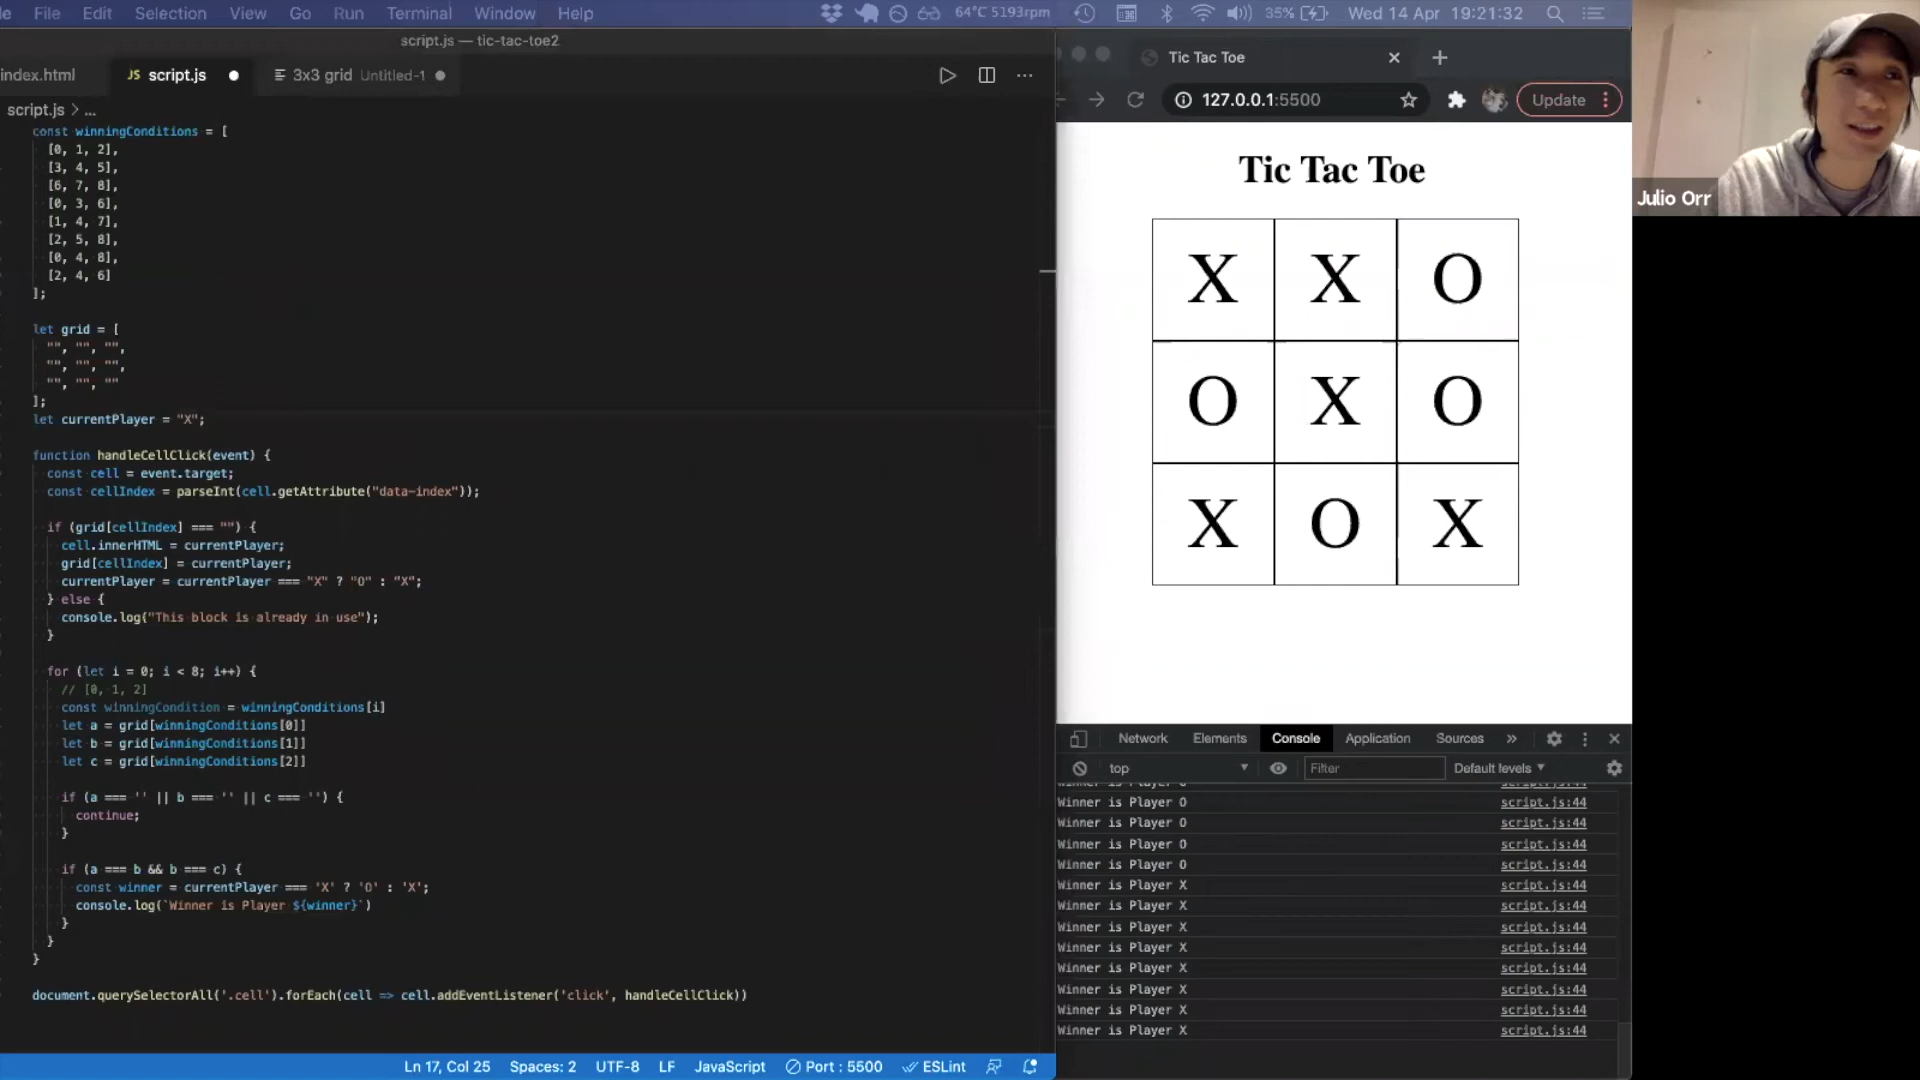 File Edit Selection View Go Run Terminal Window Help 64°C 5193rpm 35% Wed 14 Apr 19:21:32
script.js — tic-tac-toe2
index.html JS script.js 3x3 grid Untitled-1
script.js > ...
const winningConditions = [
[0, 1, 2],
[3, 4, 5],
[6, 7, 8],
[0, 3, 6],
[1, 4, 7],
[2, 5, 8],
[0, 4, 8],
[2, 4, 6]
];
let grid = [
"", "", "",
"", "", "",
"", "", ""
];
let currentPlayer = "X";
function handleCellClick(event) {
const cell = event.target;
const cellIndex = parseInt(cell.getAttribute("data-index"));
if (grid[cellIndex] === "") {
cell.innerHTML = currentPlayer;
grid[cellIndex] = currentPlayer;
currentPlayer = currentPlayer === "X" ? "O" : "X";
} else {
console.log("This block is already in use");
}
for (let i = 0; i < 8; i++) {
// [0, 1, 2]
const winningCondition = winningConditions[i]
let a = grid[winningConditions[0]]
let b = grid[winningConditions[1]]
let c = grid[winningConditions[2]]
if (a === '' || b === '' || c === '') {
continue;
}
if (a === b && b === c) {
const winner = currentPlayer === 'X' ? 'O' : 'X';
console.log(`Winner is Player ${winner}`)
}
}
}
document.querySelectorAll('.cell').forEach(cell => cell.addEventListener('click', handleCellClick))
Ln 17, Col 25 Spaces: 2 UTF-8 LF JavaScript Port : 5500 ESLint
Tic Tac Toe
127.0.0.1:5500 Update
Tic Tac Toe
X X O
O X O
X O X
Network Elements Console Application Sources »
top Filter Default levels
Winner is Player O
Winner is Player O script.js:44
Winner is Player O script.js:44
Winner is Player O script.js:44
Winner is Player O script.js:44
Winner is Player X script.js:44
Winner is Player X script.js:44
Winner is Player X script.js:44
Winner is Player X script.js:44
Winner is Player X script.js:44
Winner is Player X script.js:44
Winner is Player X script.js:44
Winner is Player X script.js:44
Julio Orr